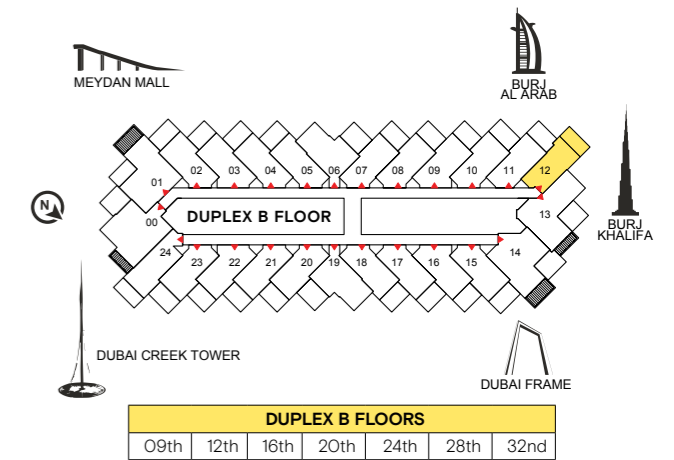 MEYDAN MALL
BURJ
AL ARAB
02 03 04 05 06 07 08 09 10 11 12
01
N
00
DUPLEX B FLOOR
13
BURJ
KHALIFA
24
14
23 22 21 20 19 18 17 16 15
DUBAI CREEK TOWER
DUBAI FRAME
DUPLEX B FLOORS
09th 12th 16th 20th 24th 28th 32nd